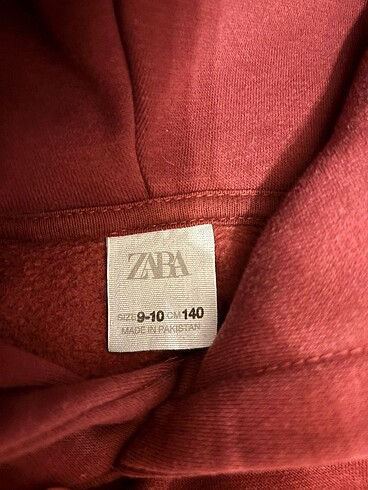 ZARA
SIZE 9-10 CM 140
MADE IN PAKISTAN